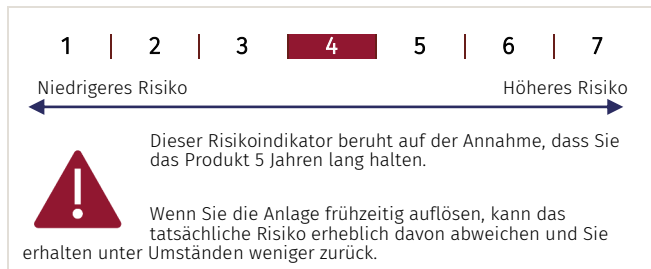 1 | 2 | 3 | 4 | 5 | 6 | 7
Niedrigeres Risiko Höheres Risiko
Dieser Risikoindikator beruht auf der Annahme, dass Sie
das Produkt 5 Jahren lang halten.
Wenn Sie die Anlage frühzeitig auflösen, kann das
tatsächliche Risiko erheblich davon abweichen und Sie
erhalten unter Umständen weniger zurück.